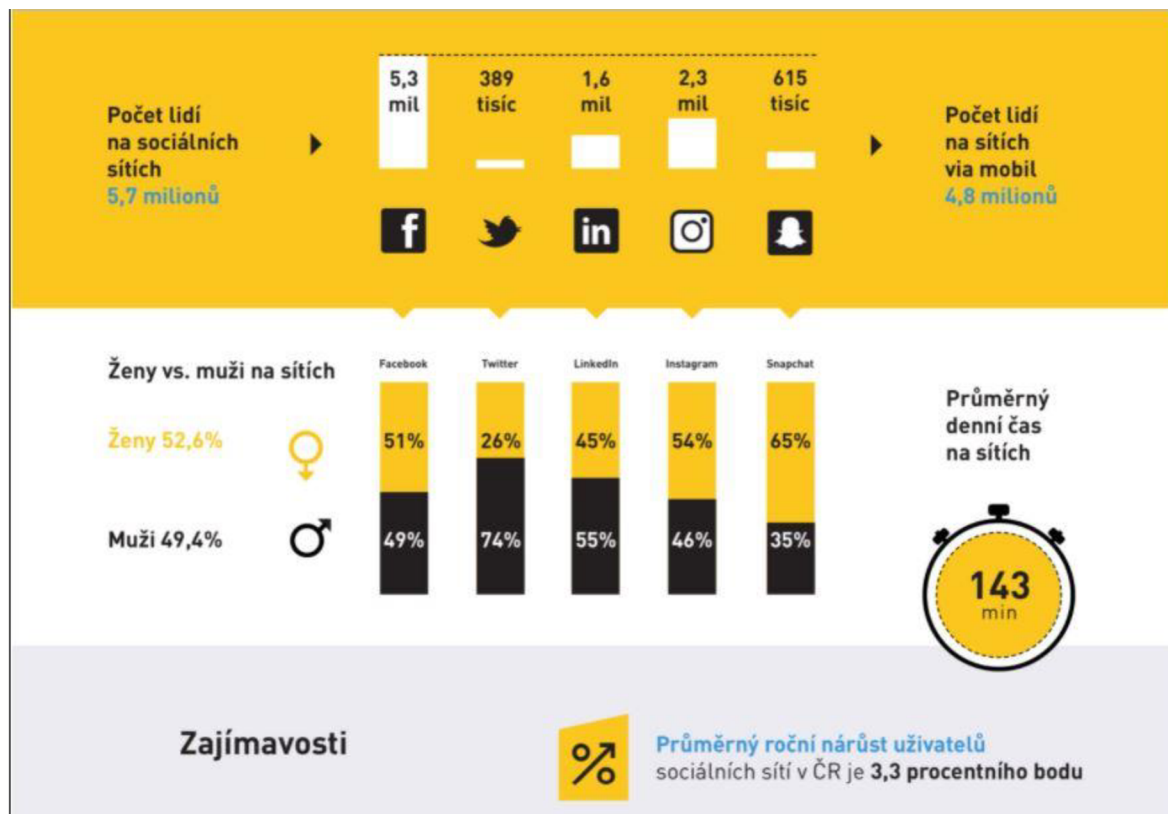 Počet lidí
na sociálních
sítích
5,7 milionů
5,3
mil
389
tisíc
1,6
mil
2,3
mil
615
tisíc
Počet lidí
na sítích
via mobil
4,8 milionů
f
in
Ženy vs. muži na sítích
Facebook
Twitter
LinkedIn
Instagram
Snapchat
Ženy 52,6%
51%
26%
45%
54%
65%
Muži 49,4%
49%
74%
55%
46%
35%
Průměrný
denní čas
na sítích
143
min
Zajímavosti
%
Průměrný roční nárůst uživatelů
sociálních sítí v ČR je 3,3 procentního bodu